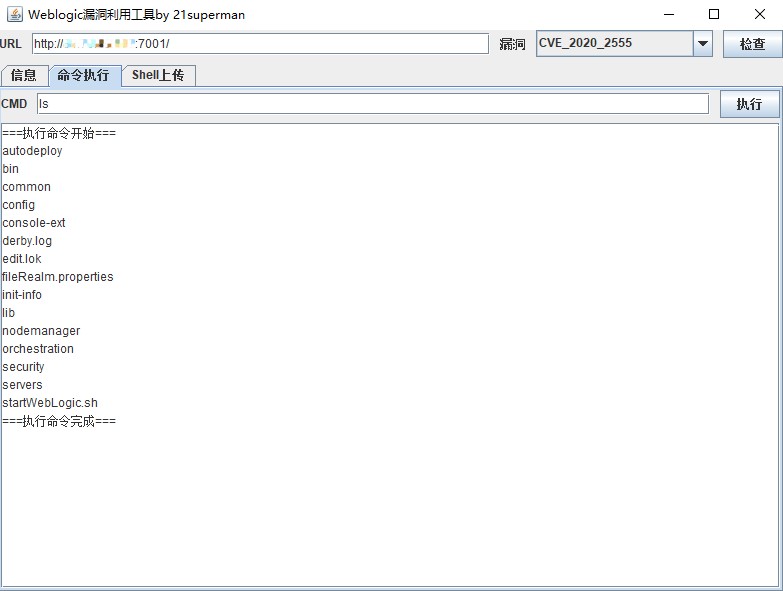 Weblogic漏洞利用工具by 21superman
URL http:// :7001/ 漏洞 CVE_2020_2555 检查
信息 命令执行 Shell上传
CMD ls 执行
===执行命令开始===
autodeploy
bin
common
config
console-ext
derby.log
edit.lok
fileRealm.properties
init-info
lib
nodemanager
orchestration
security
servers
startWebLogic.sh
===执行命令完成===